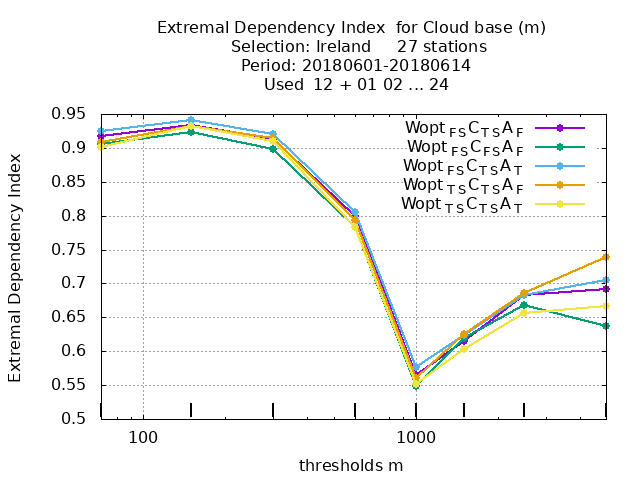 Extremal Dependency Index  for Cloud base (m)
Selection: Ireland     27 stations
Period: 20180601-20180614
Used  12 + 01 02 ... 24
Extremal Dependency Index
0.95
0.9
0.85
0.8
0.75
0.7
0.65
0.6
0.55
0.5
Wopt FS C TS A F
Wopt FS C FS A F
Wopt FS C TS A T
Wopt TS C TS A F
Wopt TS C TS A T
100 1000
thresholds m